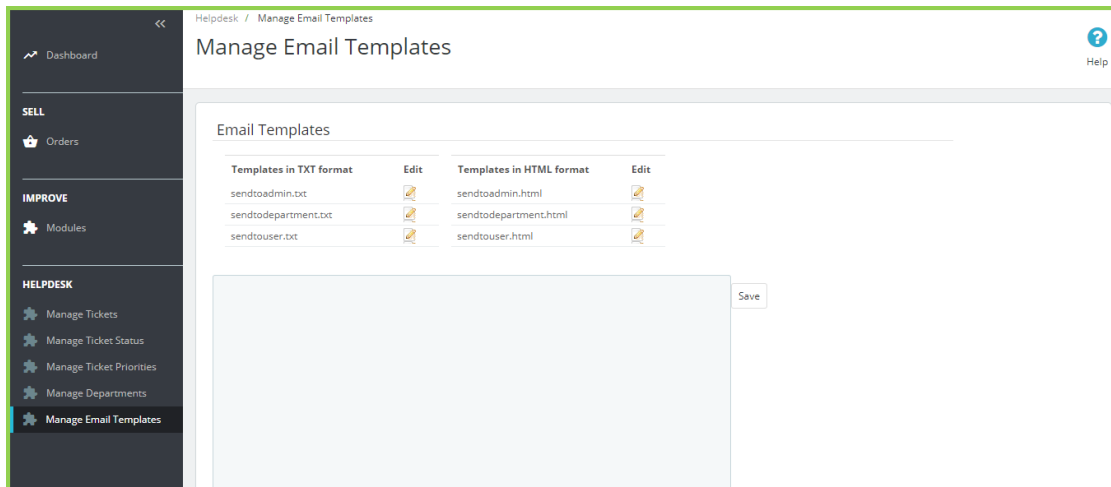 Helpdesk / Manage Email Templates
Manage Email Templates
Help
Dashboard
SELL
Orders
IMPROVE
Modules
HELPDESK
Manage Tickets
Manage Ticket Status
Manage Ticket Priorities
Manage Departments
Manage Email Templates
Email Templates
Templates in TXT format Edit Templates in HTML format Edit
sendtoadmin.txt sendtoadmin.html
sendtodepartment.txt sendtodepartment.html
sendtouser.txt sendtouser.html
Save